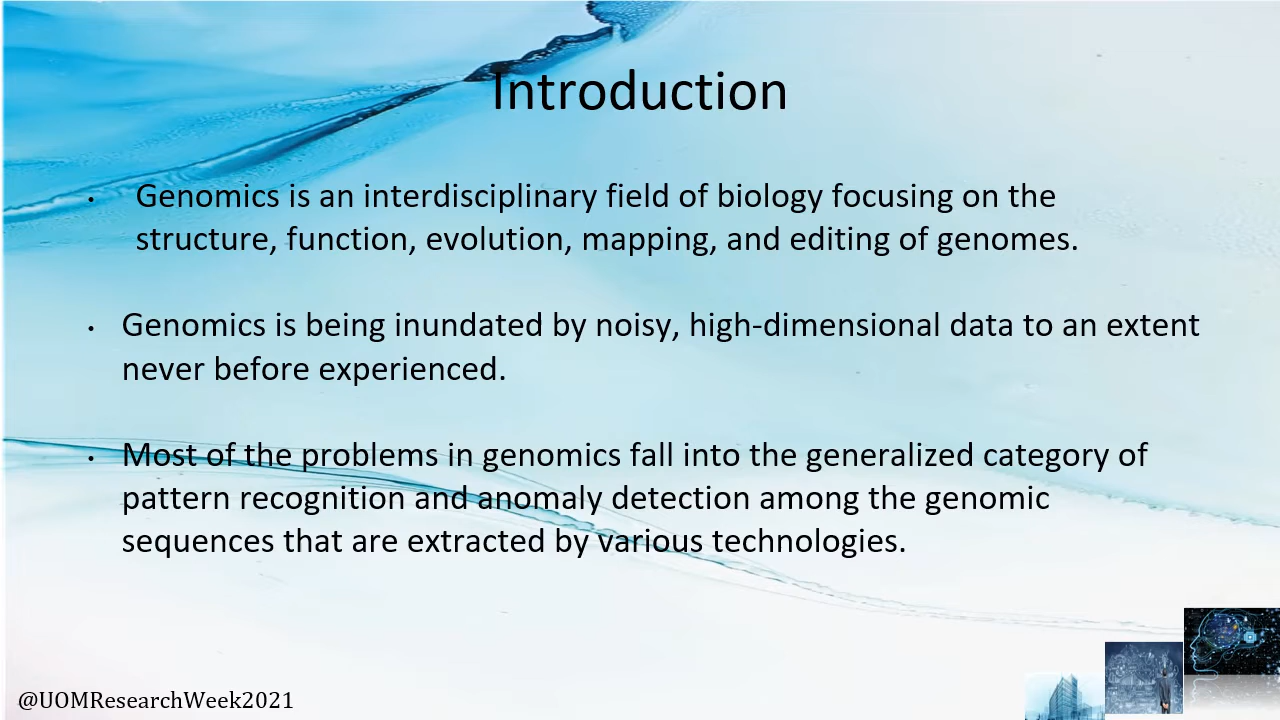 Introduction
• Genomics is an interdisciplinary field of biology focusing on the
structure, function, evolution, mapping, and editing of genomes.
• Genomics is being inundated by noisy, high-dimensional data to an extent
never before experienced.
• Most of the problems in genomics fall into the generalized category of
pattern recognition and anomaly detection among the genomic
sequences that are extracted by various technologies.
@UOMResearchWeek2021